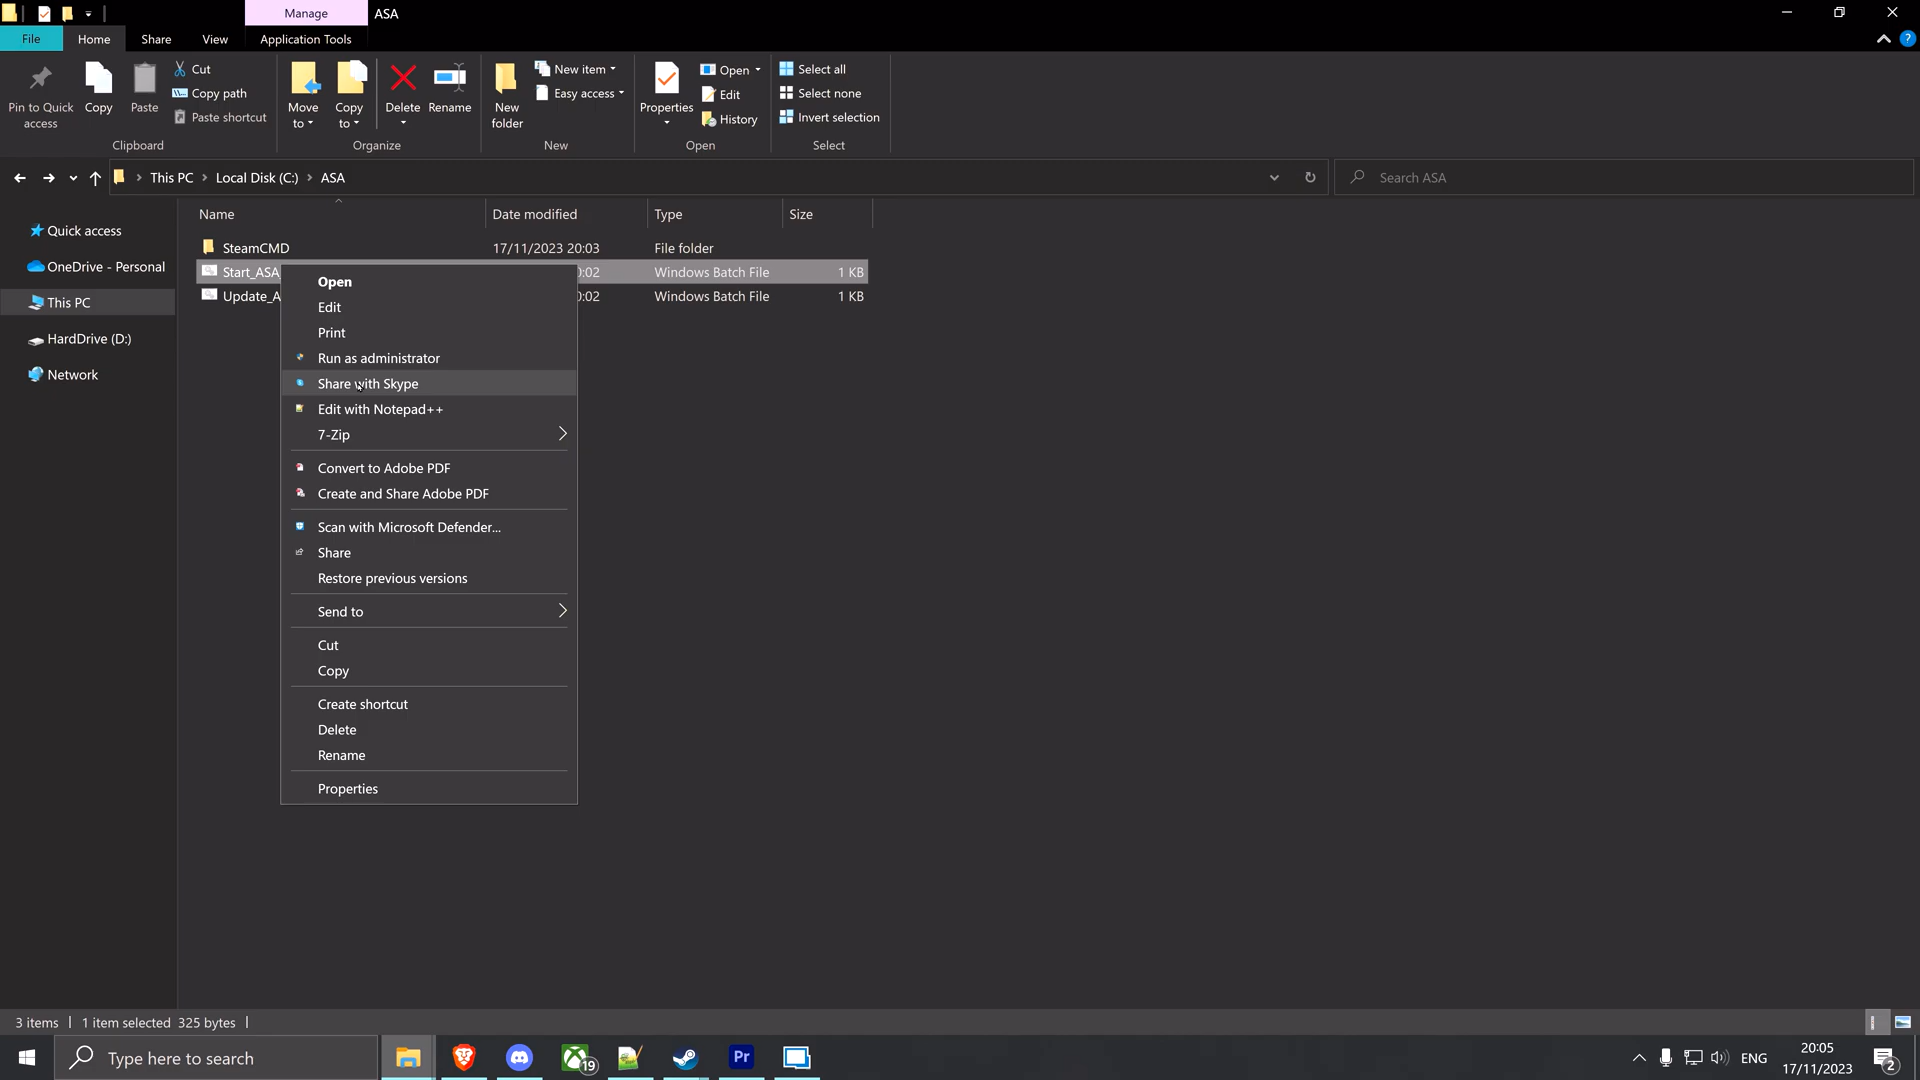 Manage
ASA
File
Home
Share
View
Application Tools
Pin to Quick access
Copy
Paste
Cut
Copy path
Paste shortcut
Clipboard
Move to
Copy to
Delete
Rename
Organize
New folder
New item
Easy access
New
Properties
Open
Edit
History
Open
Select all
Select none
Invert selection
Select
This PC
Local Disk (C:)
ASA
Search ASA
Quick access
OneDrive - Personal
This PC
HardDrive (D:)
Network
Name
Date modified
Type
Size
SteamCMD
17/11/2023 20:03
File folder
Start_ASA
0:02
Windows Batch File
1 KB
Update_A
0:02
Windows Batch File
1 KB
Open
Edit
Print
Run as administrator
Share with Skype
Edit with Notepad++
7-Zip
Convert to Adobe PDF
Create and Share Adobe PDF
Scan with Microsoft Defender...
Share
Restore previous versions
Send to
Cut
Copy
Create shortcut
Delete
Rename
Properties
3 items
1 item selected 325 bytes
Type here to search
19
Pr
ENG
20:05
17/11/2023
2